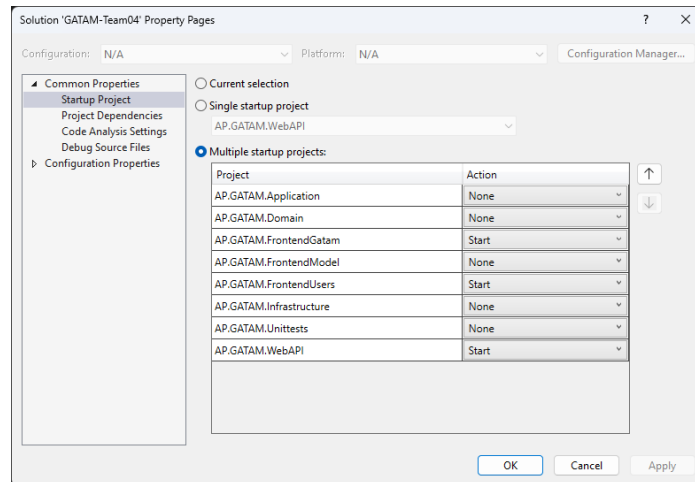 Solution 'GATAM-Team04' Property Pages ? X
Configuration: N/A Platform: N/A Configuration Manager...
Common Properties
Startup Project
Project Dependencies
Code Analysis Settings
Debug Source Files
Configuration Properties
Current selection
Single startup project
AP.GATAM.WebAPI
Multiple startup projects:
Project Action
AP.GATAM.Application None
AP.GATAM.Domain None
AP.GATAM.FrontendGatam Start
AP.GATAM.FrontendModel None
AP.GATAM.FrontendUsers Start
AP.GATAM.Infrastructure None
AP.GATAM.Unittests None
AP.GATAM.WebAPI Start
OK Cancel Apply